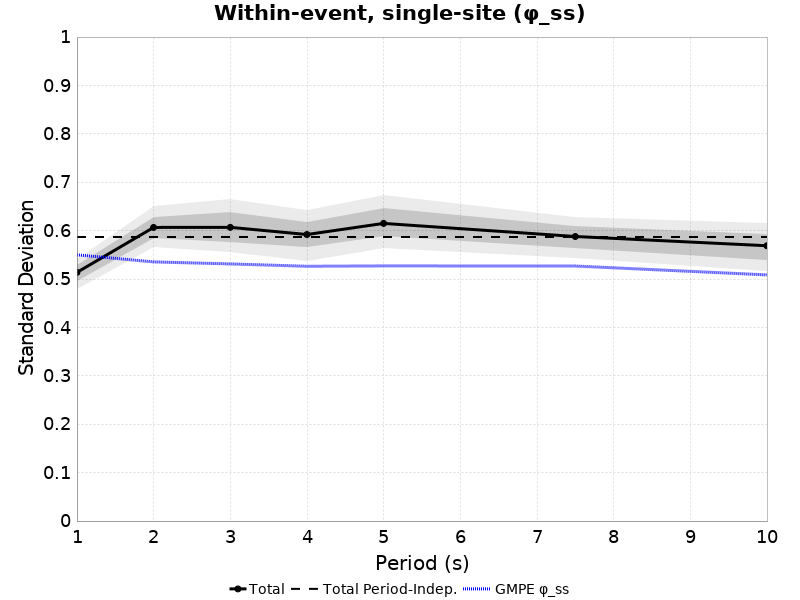 Within-event, single-site (φ_ss)
Standard Deviation
1
0.9
0.8
0.7
0.6
0.5
0.4
0.3
0.2
0.1
0
1 2 3 4 5 6 7 8 9 10
Period (s)
Total Total Period-Indep. GMPE φ_ss